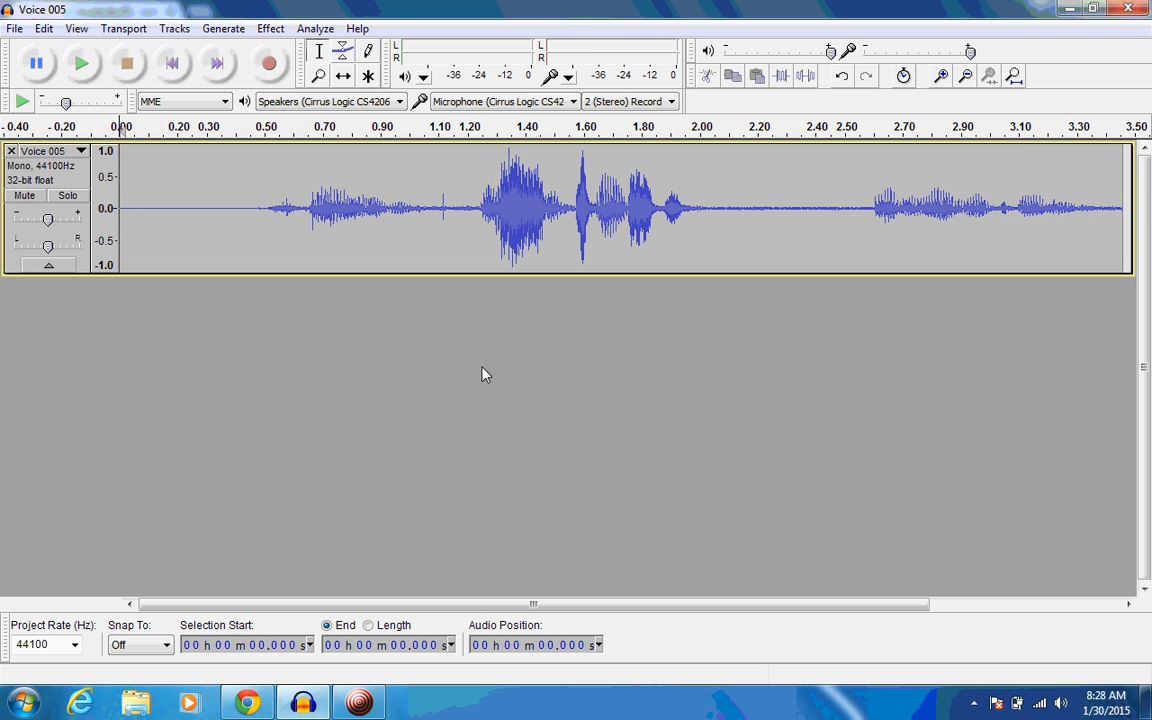 Voice 005
File Edit View Transport Tracks Generate Effect Analyze Help
L R -36 -24 -12 0 L R -36 -24 -12 0 - + - +
- + MME Speakers (Cirrus Logic CS4206 Microphone (Cirrus Logic CS42 2 (Stereo) Record
- 0.40 - 0.20 0.00 0.20 0.30 0.50 0.70 0.90 1.10 1.20 1.40 1.60 1.80 2.00 2.20 2.40 2.50 2.70 2.90 3.10 3.30 3.50
Voice 005 1.0
Mono, 44100Hz
32-bit float 0.5-
Mute Solo
- + 0.0-
L R -0.5-
-1.0
Project Rate (Hz): Snap To: Selection Start: End Length Audio Position:
44100 Off 00 h 00 m 00.000 s 00 h 00 m 00.000 s 00 h 00 m 00.000 s
8:28 AM
1/30/2015